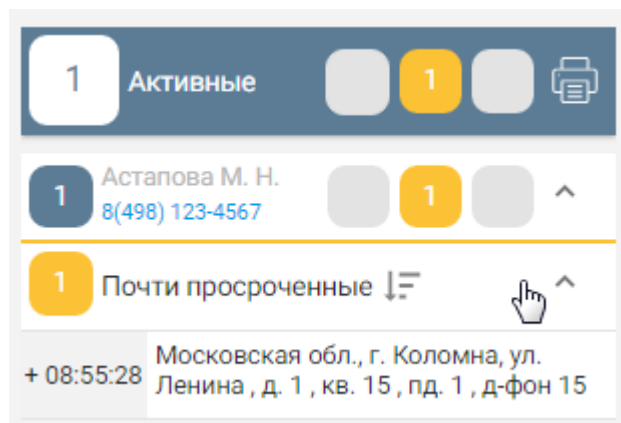 1 Активные 1
1 Астапова М. Н. 1
8(498) 123-4567
1 Почти просроченные
+ 08:55:28 Московская обл., г. Коломна, ул.
Ленина , д. 1 , кв. 15 , пд. 1 , д-фон 15